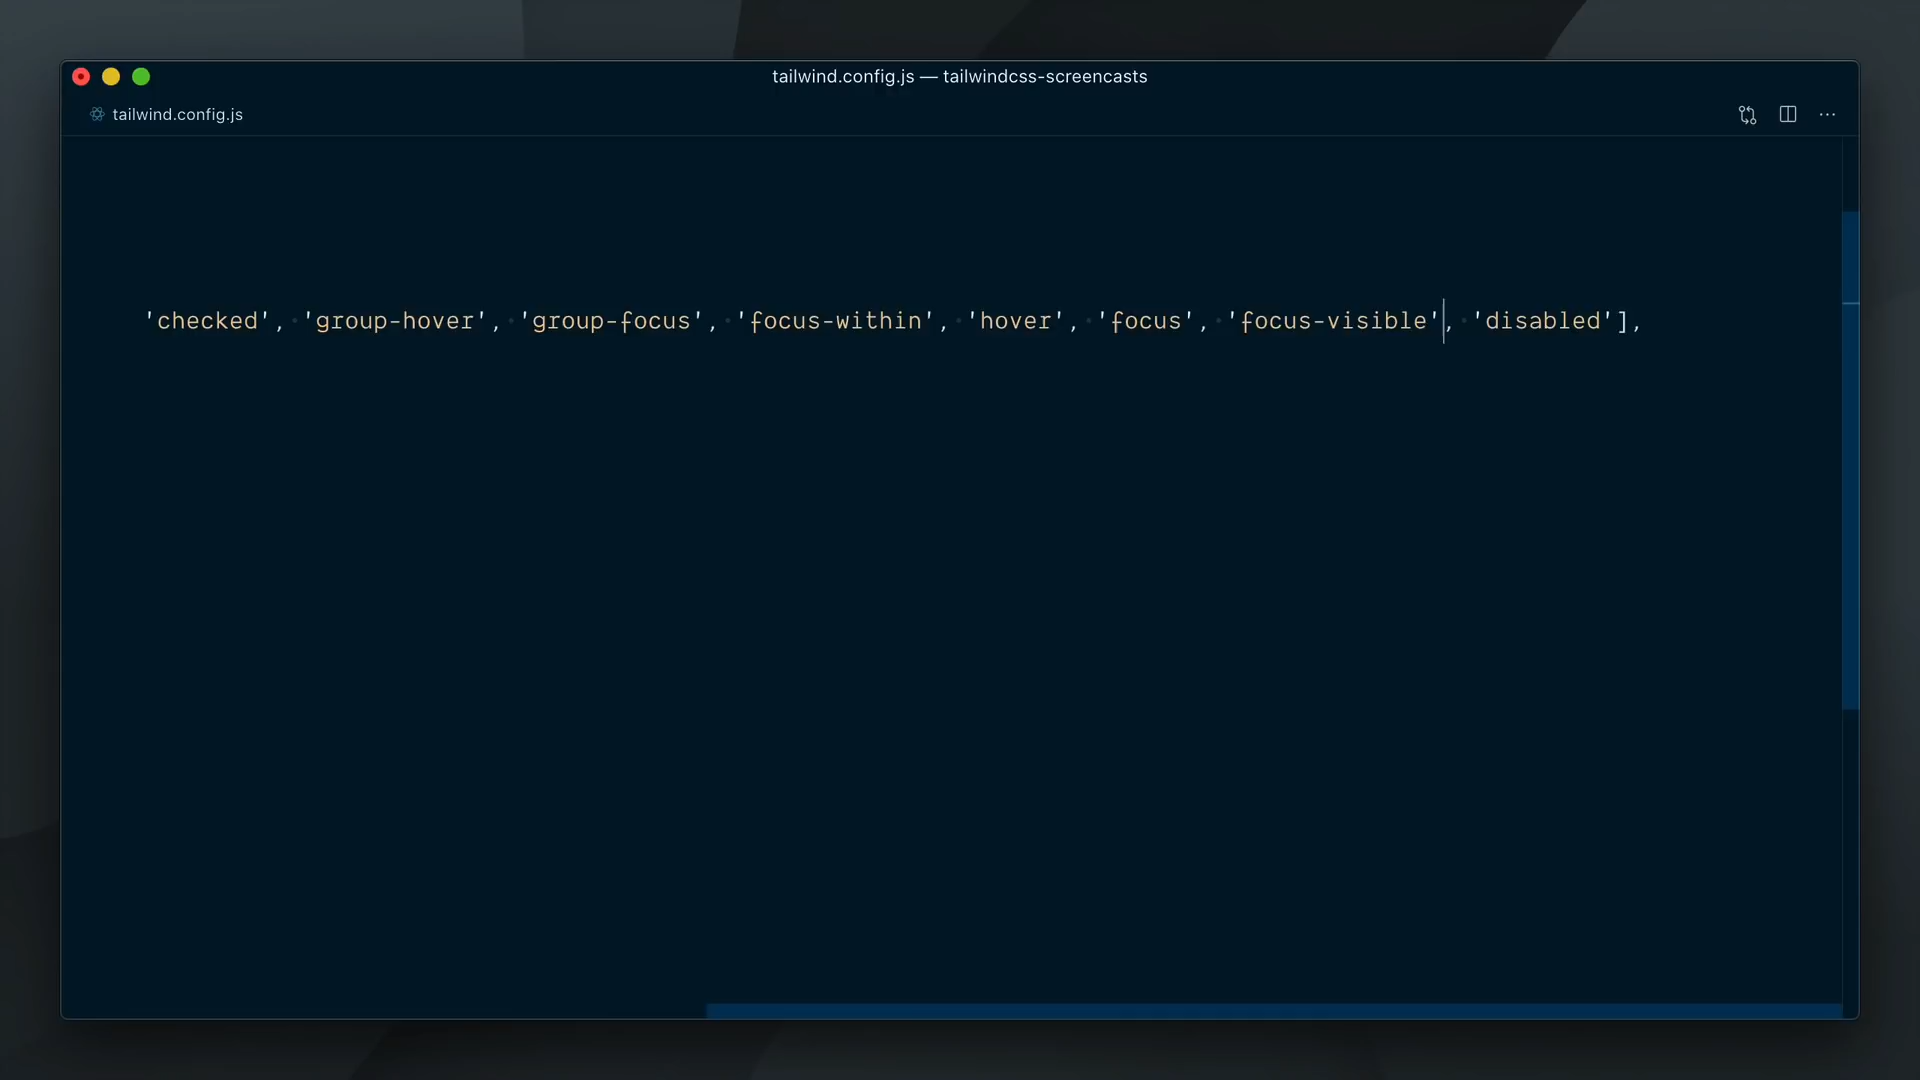 tailwind.config.js — tailwindcss-screencasts
tailwind.config.js
'checked', 'group-hover', 'group-focus', 'focus-within', 'hover', 'focus', 'focus-visible', 'disabled'],